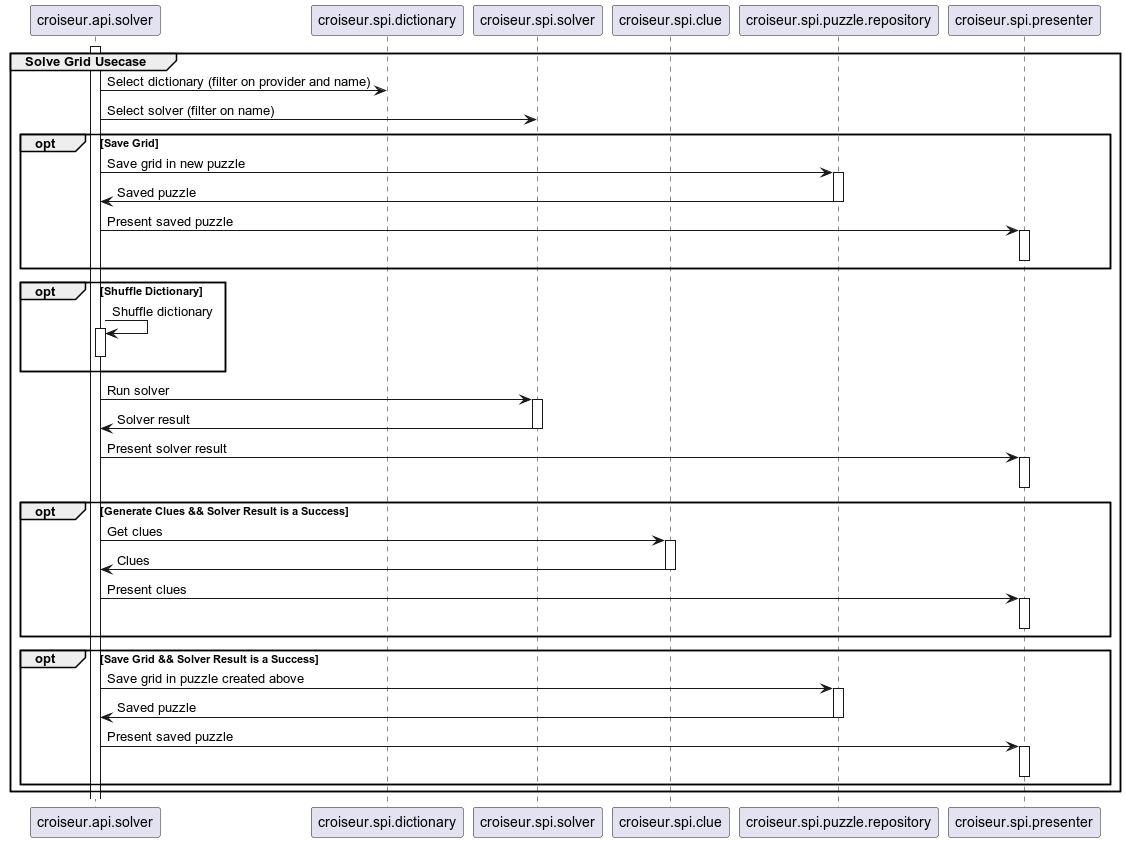 croiseur.api.solver
croiseur.spi.dictionary
croiseur.spi.solver
croiseur.spi.clue
croiseur.spi.puzzle.repository
croiseur.spi.presenter
Solve Grid Usecase
Select dictionary (filter on provider and name)
Select solver (filter on name)
opt
[Save Grid]
Save grid in new puzzle
Saved puzzle
Present saved puzzle
opt
[Shuffle Dictionary]
Shuffle dictionary
Run solver
Solver result
Present solver result
opt
[Generate Clues && Solver Result is a Success]
Get clues
Clues
Present clues
opt
[Save Grid && Solver Result is a Success]
Save grid in puzzle created above
Saved puzzle
Present saved puzzle
croiseur.api.solver
croiseur.spi.dictionary
croiseur.spi.solver
croiseur.spi.clue
croiseur.spi.puzzle.repository
croiseur.spi.presenter